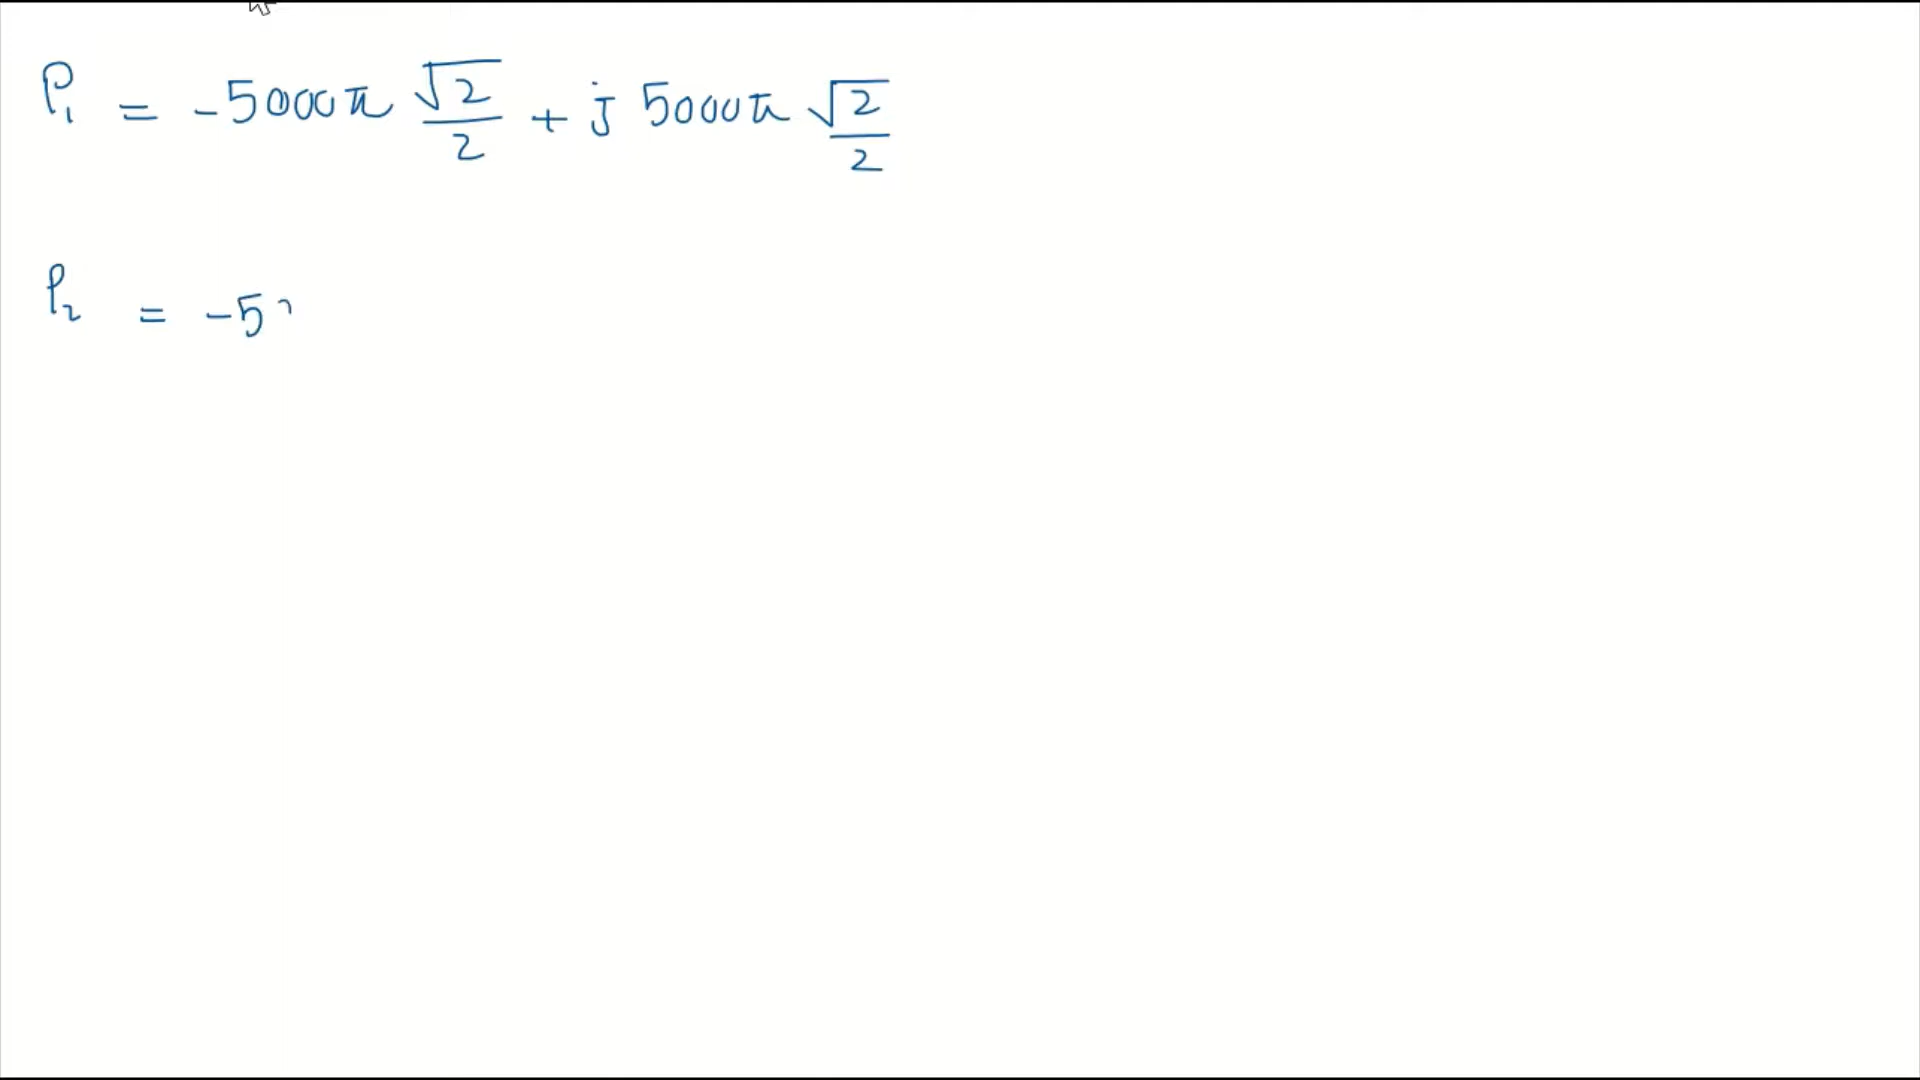 P₁ = -5000π √2/2 + j 5000π √2/2
P₂ = -5